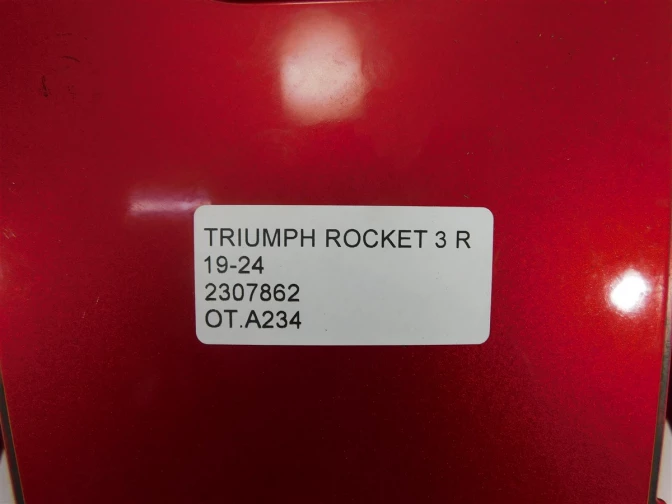 TRIUMPH ROCKET 3 R
19-24
2307862
OT.A234